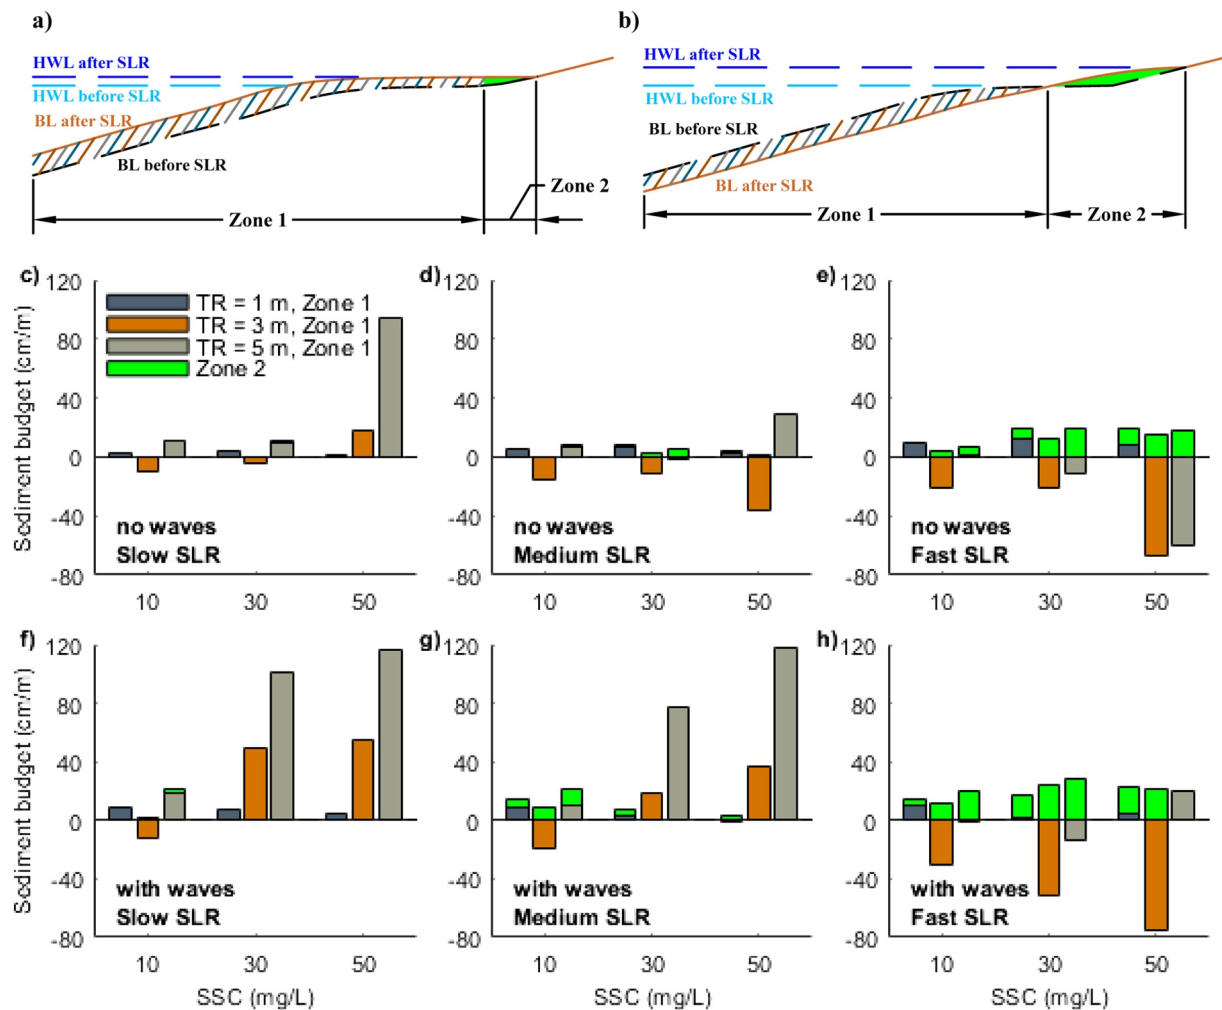 a)
HWL after SLR
HWL before SLR
BL after SLR
BL before SLR
Zone 1
Zone 2
b)
HWL after SLR
HWL before SLR
BL before SLR
BL after SLR
Zone 1
Zone 2
c)
120
80
40
0
-40
-80
Sediment budget (cm/m)
TR = 1 m, Zone 1
TR = 3 m, Zone 1
TR = 5 m, Zone 1
Zone 2
no waves
Slow SLR
10 30 50
d)
120
80
40
0
-40
-80
no waves
Medium SLR
10 30 50
e)
120
80
40
0
-40
-80
no waves
Fast SLR
10 30 50
f)
120
80
40
0
-40
-80
Sediment budget (cm/m)
with waves
Slow SLR
10 30 50
SSC (mg/L)
g)
120
80
40
0
-40
-80
with waves
Medium SLR
10 30 50
SSC (mg/L)
h)
120
80
40
0
-40
-80
with waves
Fast SLR
10 30 50
SSC (mg/L)